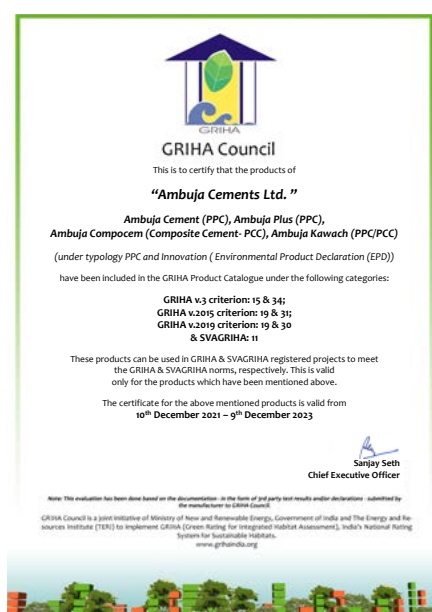 GRIHA
GRIHA Council
This is to certify that the products of
“Ambuja Cements Ltd.”
Ambuja Cement (PPC), Ambuja Plus (PPC),
Ambuja Compocem (Composite Cement- PCC), Ambuja Kawach (PPC/PCC)
(under typology PPC and Innovation ( Environmental Product Declaration (EPD))
have been included in the GRIHA Product Catalogue under the following categories:
GRIHA v.3 criterion: 15 & 34;
GRIHA v.2015 criterion: 19 & 31;
GRIHA v.2019 criterion: 19 & 30
& SVAGRIHA: 11
These products can be used in GRIHA & SVAGRIHA registered projects to meet
the GRIHA & SVAGRIHA norms, respectively. This is valid
only for the products which have been mentioned above.
The certificate for the above mentioned products is valid from
10th December 2021 – 9th December 2023
Sanjay Seth
Chief Executive Officer
Note: This evaluation has been done based on the documentation - in the form of 3rd party test results and/or declarations - submitted by
the manufacturer to GRIHA Council.
GRIHA Council is a joint initiative of Ministry of New and Renewable Energy, Government of India and The Energy and Re-
sources Institute (TERI) to implement GRIHA (Green Rating for Integrated Habitat Assessment), India's National Rating
System for Sustainable Habitats.
www.grihaindia.org